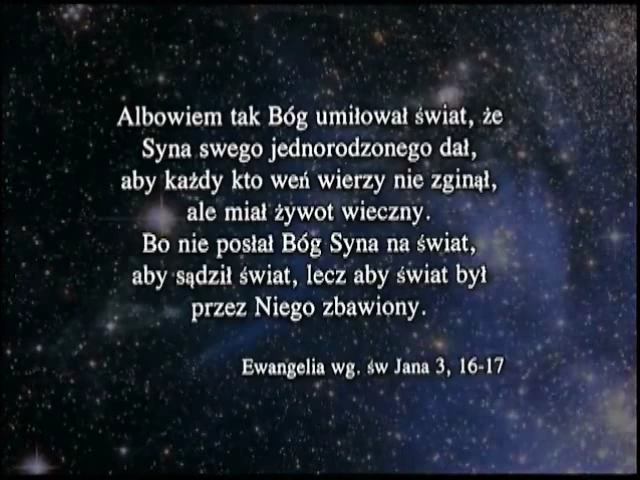 Albowiem tak Bóg umiłował świat, że
Syna swego jednorodzonego dał,
aby każdy kto weń wierzy nie zginął,
ale miał żywot wieczny.
Bo nie posłał Bóg Syna na świat,
aby sądził świat, lecz aby świat był
przez Niego zbawiony.
Ewangelia wg. św Jana 3, 16-17